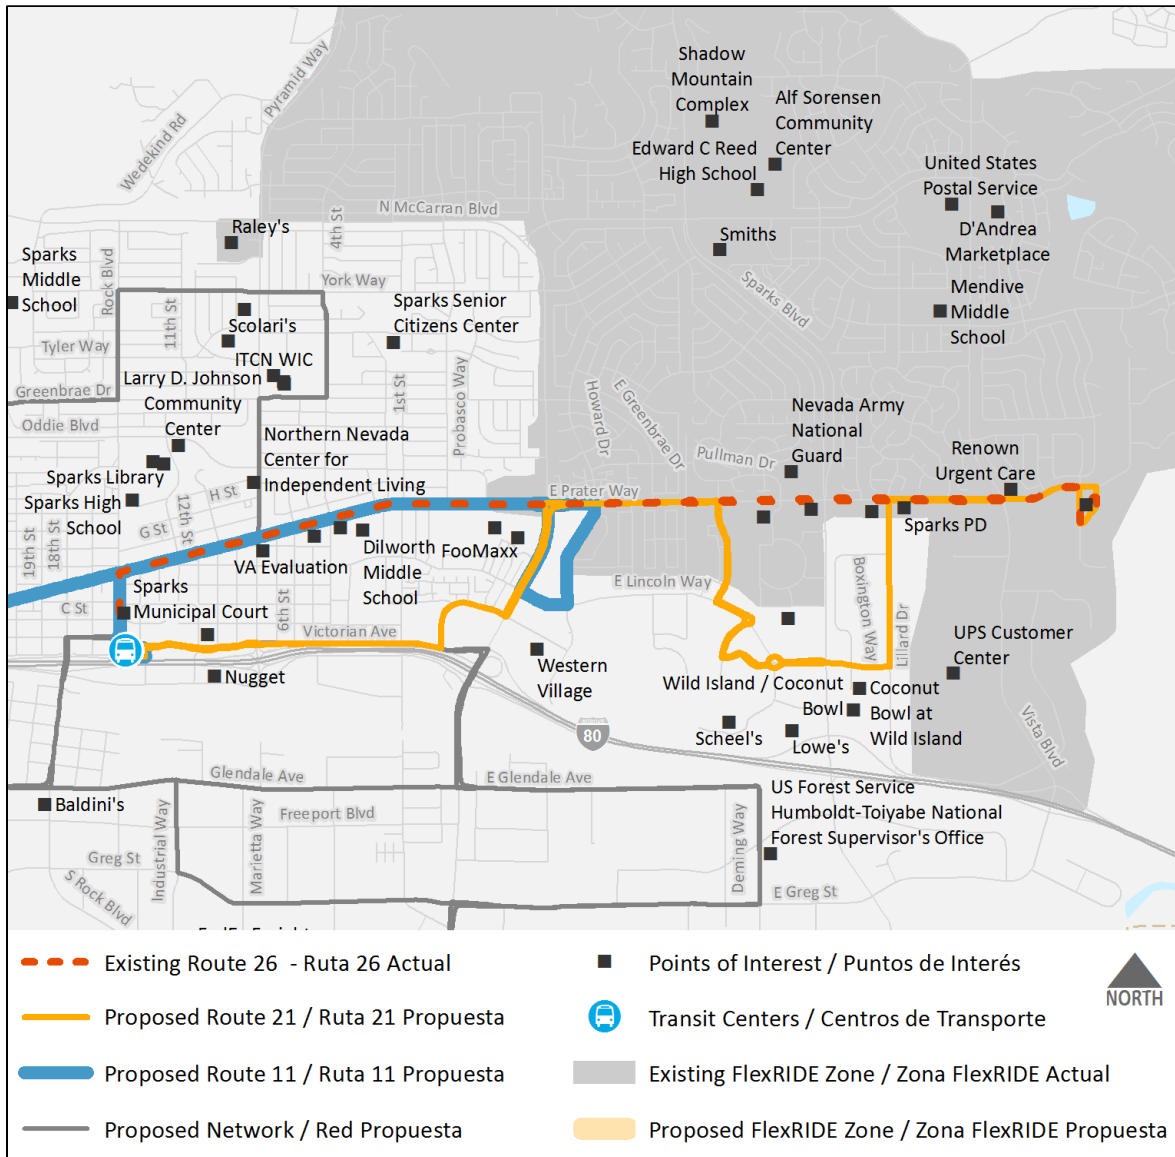 Shadow
Mountain
Complex
Alf Sorensen
Community
Center
Edward C Reed
High School
United States
Postal Service
D'Andrea
Marketplace
Pyramid Way
Wedekind Rd
N McCarran Blvd
Raley's
4th St
Smiths
Sparks
Middle
School
Rock Blvd
York Way
Sparks Blvd
Mendive
Middle
School
11th St
Scolari's
Sparks Senior
Citizens Center
Tyler Way
ITCN WIC
Greenbrae Dr
Larry D. Johnson
Community
Center
1st St
Probasco Way
Howard Dr
E Greenbrae Dr
Oddie Blvd
Nevada Army
National
Guard
Northern Nevada
Center for
Independent Living
Pullman Dr
Renown
Urgent Care
Sparks Library
H St
E Prater Way
Sparks High
School
12th St
G St
Sparks PD
19th St
18th St
VA Evaluation
Dilworth
Middle
School
FooMaxx
Sparks
Municipal Court
C St
6th St
E Lincoln Way
Boxington Way
Lillard Dr
Victorian Ave
UPS Customer
Center
Nugget
Western
Village
Wild Island / Coconut
Bowl
Coconut
Bowl at
Wild Island
Scheel's
Lowe's
80
Vista Blvd
Glendale Ave
E Glendale Ave
Baldini's
Industrial Way
Marietta Way
Freeport Blvd
Deming Way
US Forest Service
Humboldt-Toiyabe National
Forest Supervisor's Office
Greg St
S Rock Blvd
E Greg St
Existing Route 26 - Ruta 26 Actual
Points of Interest / Puntos de Interés
NORTH
Proposed Route 21 / Ruta 21 Propuesta
Transit Centers / Centros de Transporte
Proposed Route 11 / Ruta 11 Propuesta
Existing FlexRIDE Zone / Zona FlexRIDE Actual
Proposed Network / Red Propuesta
Proposed FlexRIDE Zone / Zona FlexRIDE Propuesta